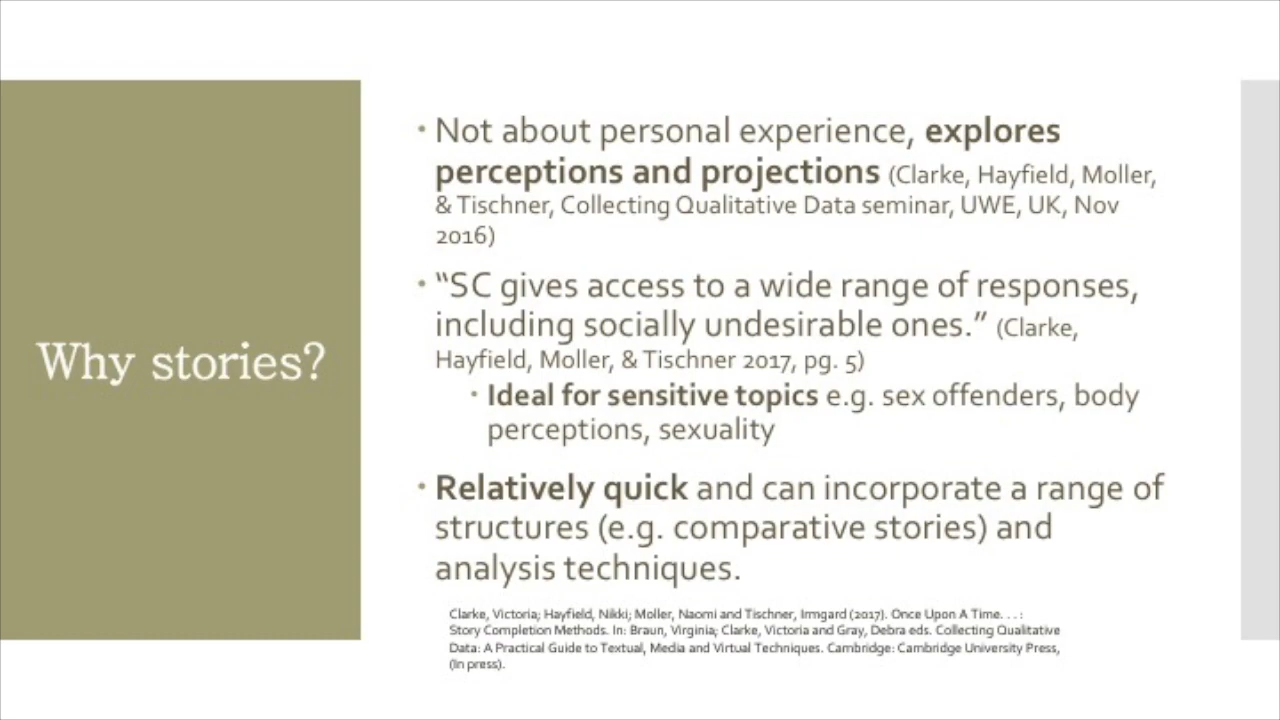 Why stories?
• Not about personal experience, explores
perceptions and projections (Clarke, Hayfield, Moller,
& Tischner, Collecting Qualitative Data seminar, UWE, UK, Nov
2016)
• “SC gives access to a wide range of responses,
including socially undesirable ones.” (Clarke,
Hayfield, Moller, & Tischner 2017, pg. 5)
• Ideal for sensitive topics e.g. sex offenders, body
perceptions, sexuality
• Relatively quick and can incorporate a range of
structures (e.g. comparative stories) and
analysis techniques.
Clarke, Victoria; Hayfield, Nikki; Moller, Naomi and Tischner, Irmgard (2017). Once Upon A Time. . . :
Story Completion Methods. In: Braun, Virginia; Clarke, Victoria and Gray, Debra eds. Collecting Qualitative
Data: A Practical Guide to Textual, Media and Virtual Techniques. Cambridge: Cambridge University Press,
(In press).